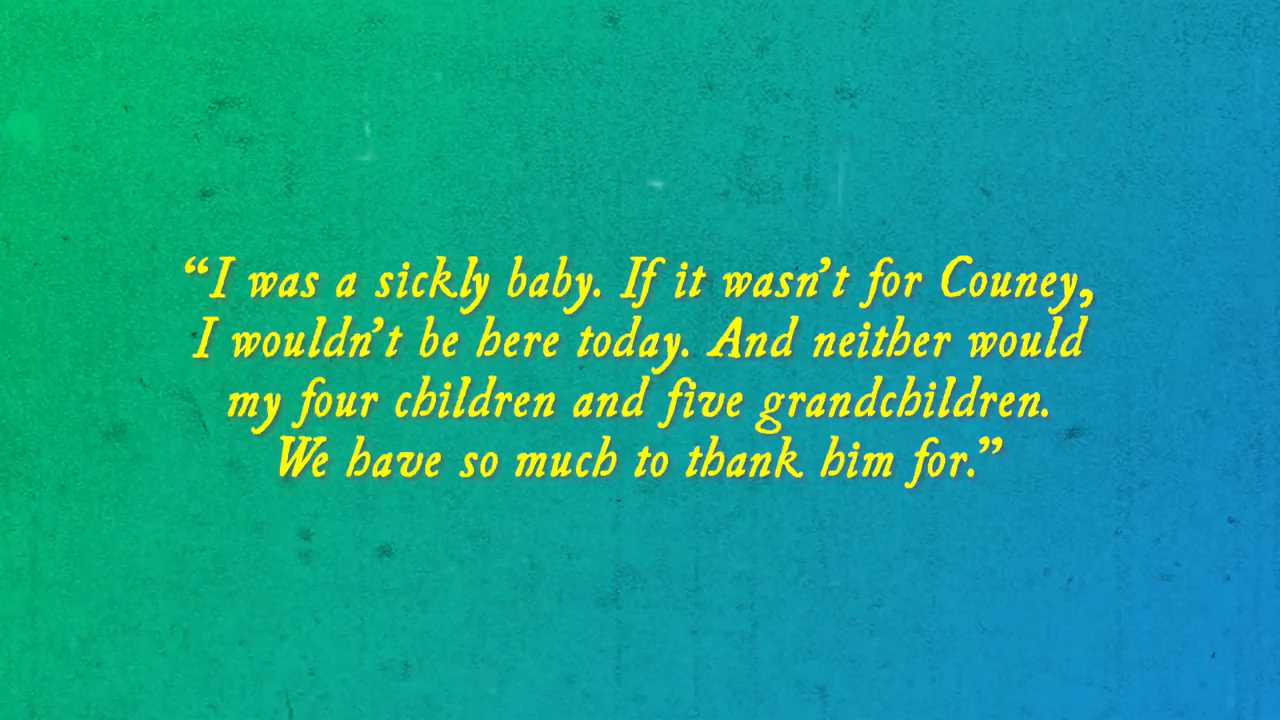 “I was a sickly baby. If it wasn’t for Couney,
I wouldn’t be here today. And neither would
my four children and five grandchildren.
We have so much to thank him for.”